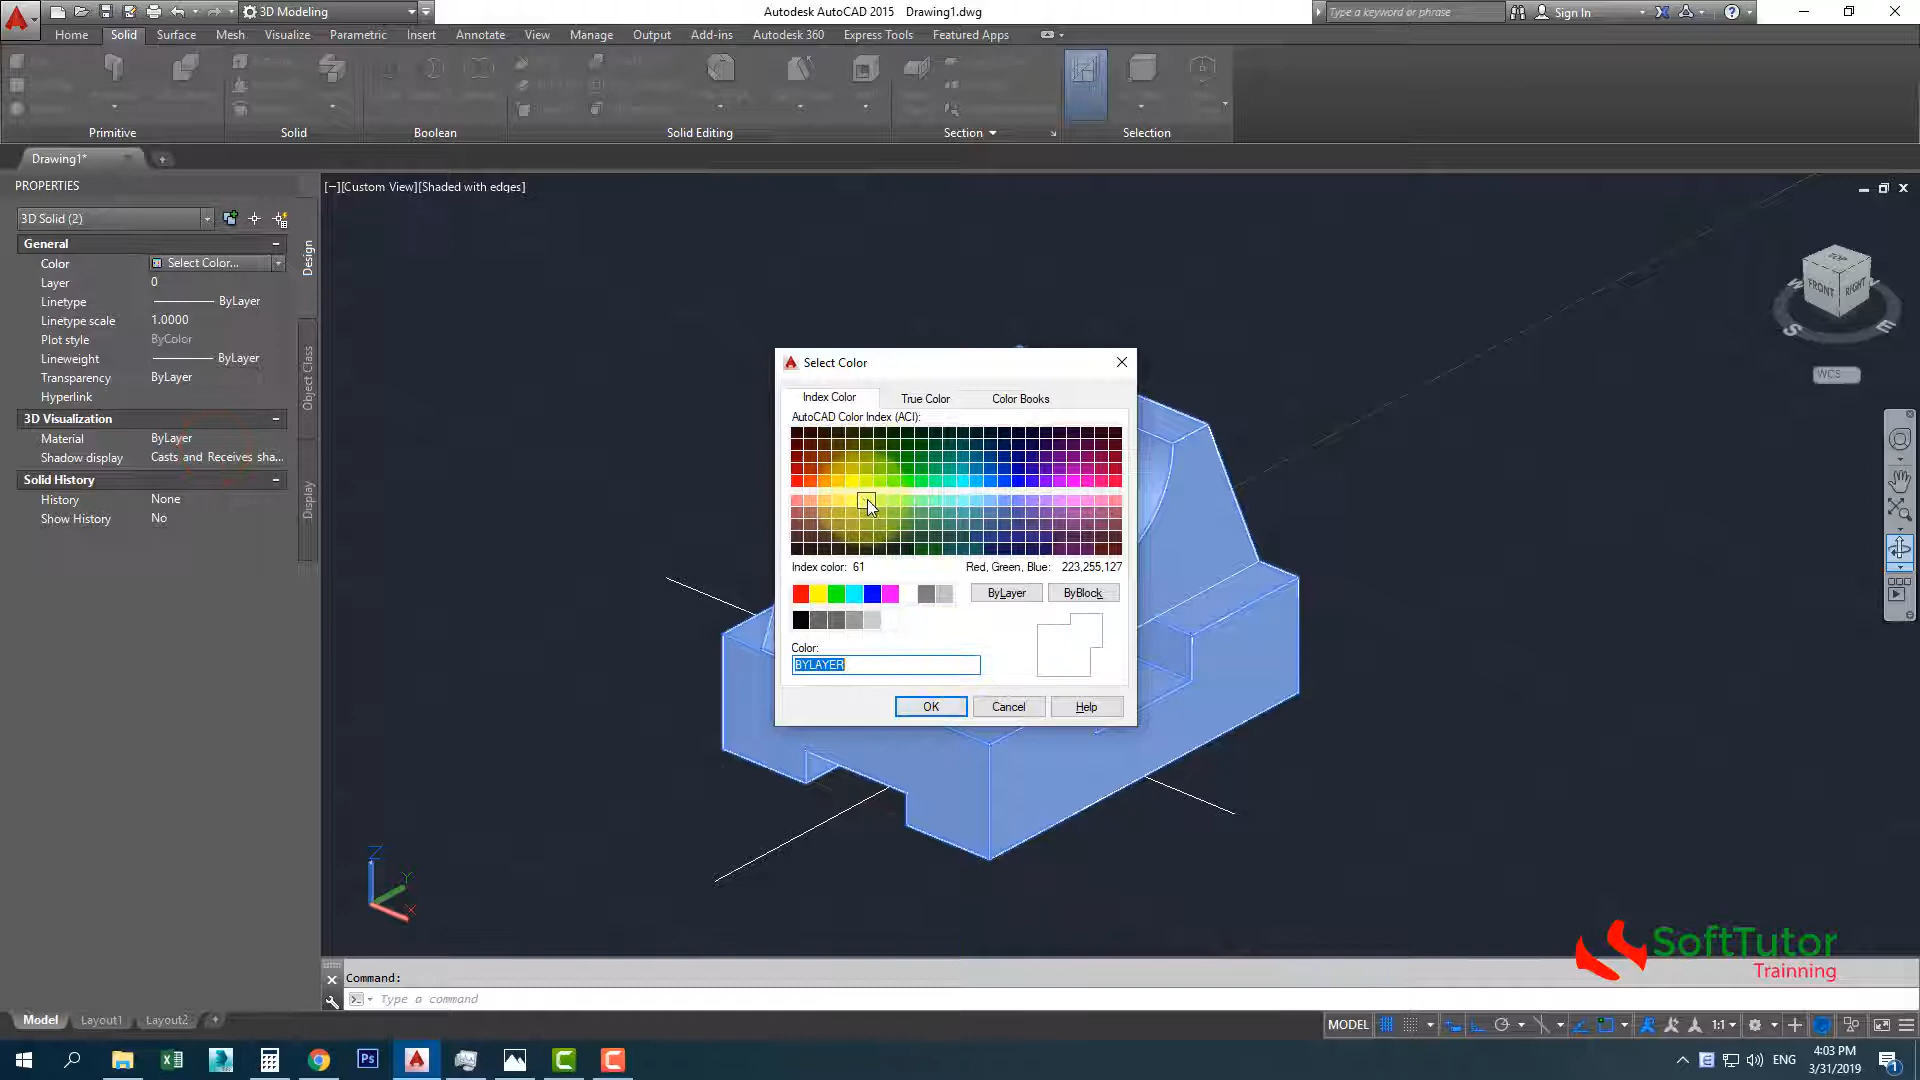 3D Modeling
Autodesk AutoCAD 2015 Drawing1.dwg
Type a keyword or phrase
Sign In
Home Solid Surface Mesh Visualize Parametric Insert Annotate View Manage Output Add-ins Autodesk 360 Express Tools Featured Apps
Primitive Solid Boolean Solid Editing Section Selection
Drawing1*
PROPERTIES
[−][Custom View][Shaded with edges]
3D Solid (2)
General
Color Select Color...
Layer 0
Linetype ByLayer
Linetype scale 1.0000
Plot style ByColor
Lineweight ByLayer
Transparency ByLayer
Hyperlink
3D Visualization
Material ByLayer
Shadow display Casts and Receives sha...
Solid History
History None
Show History No
Design
Object Class
Display
TOP
FRONT RIGHT
W N
S E
WCS
Select Color
Index Color True Color Color Books
AutoCAD Color Index (ACI):
Index color: 61 Red, Green, Blue: 223,255,127
ByLayer ByBlock
Color:
BYLAYER
OK Cancel Help
Z
Y
X
SoftTutor
Trainning
Command:
Type a command
Model Layout1 Layout2 +
MODEL 1:1
Ps
ENG
4:03 PM
3/31/2019
1